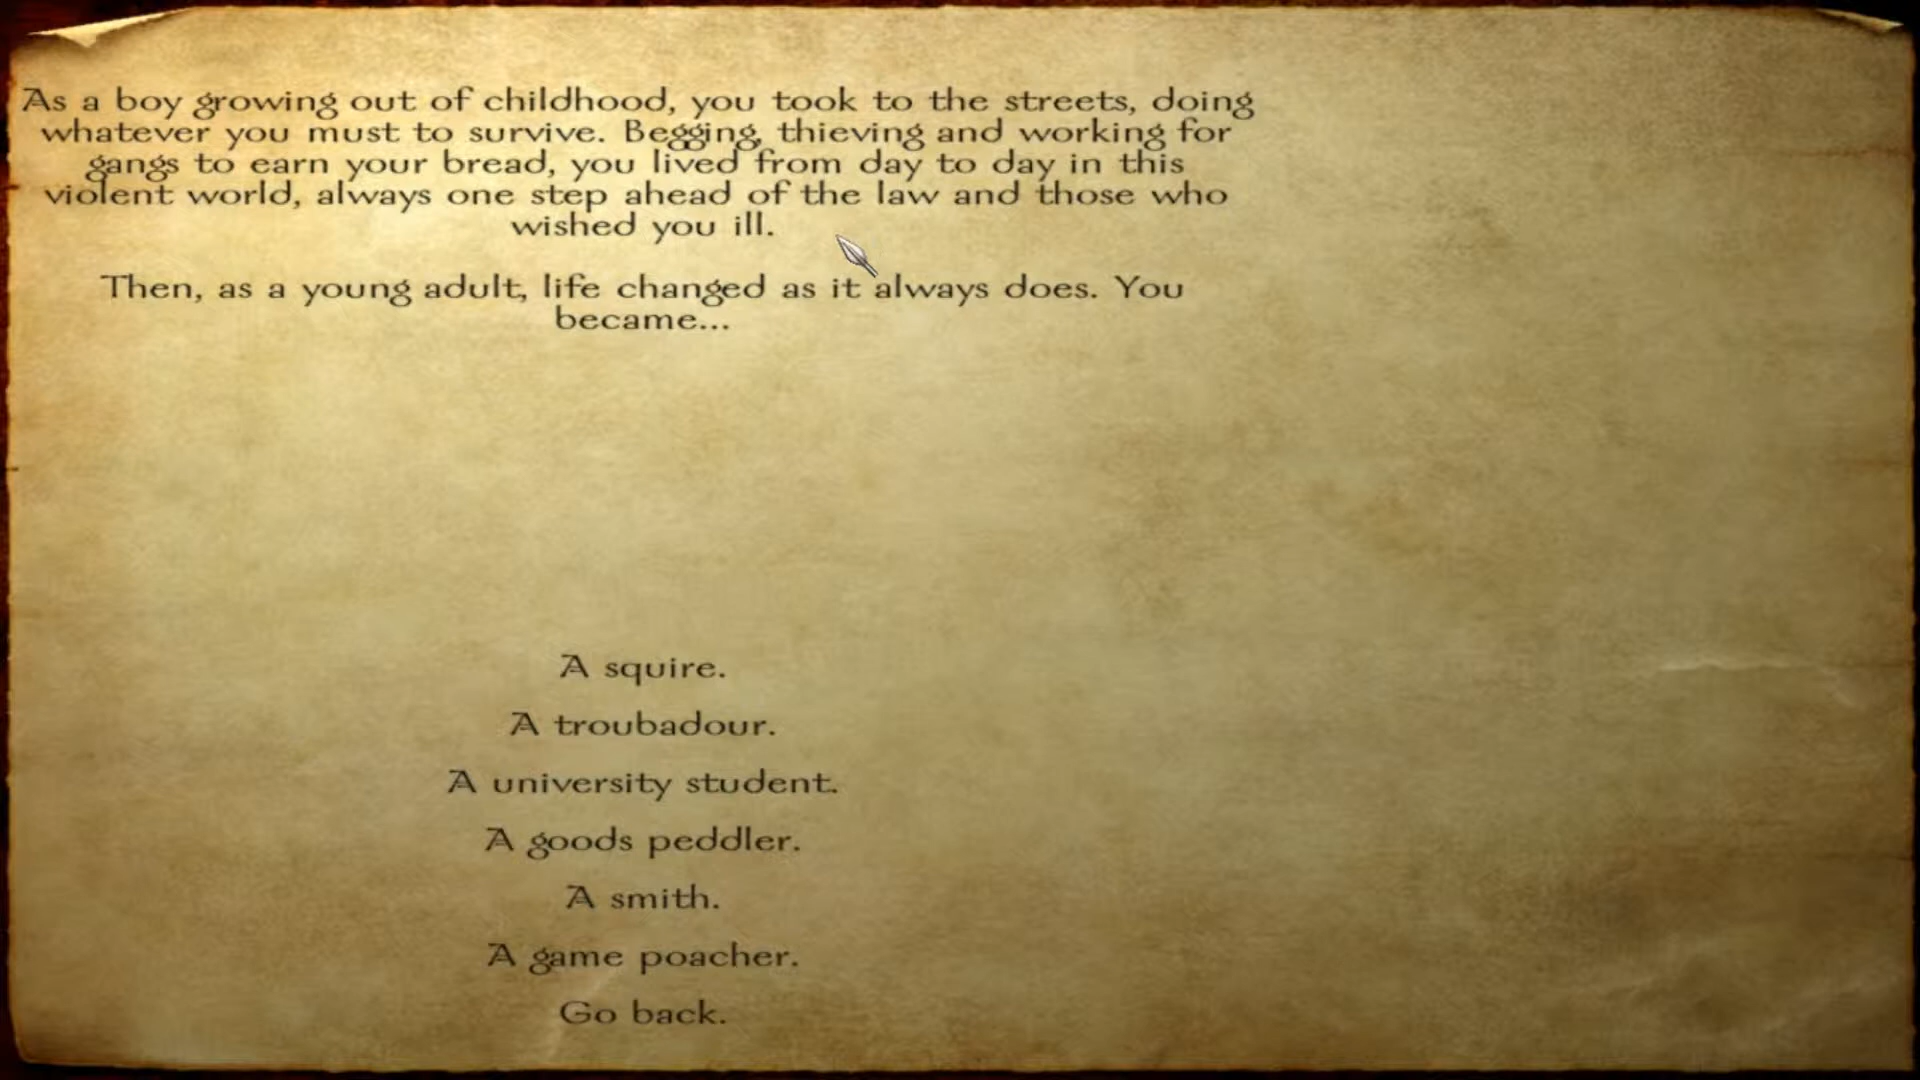 As a boy growing out of childhood, you took to the streets, doing
whatever you must to survive. Begging, thieving and working for
gangs to earn your bread, you lived from day to day in this
violent world, always one step ahead of the law and those who
wished you ill.
Then, as a young adult, life changed as it always does. You
became...
A squire.
A troubadour.
A university student.
A goods peddler.
A smith.
A game poacher.
Go back.